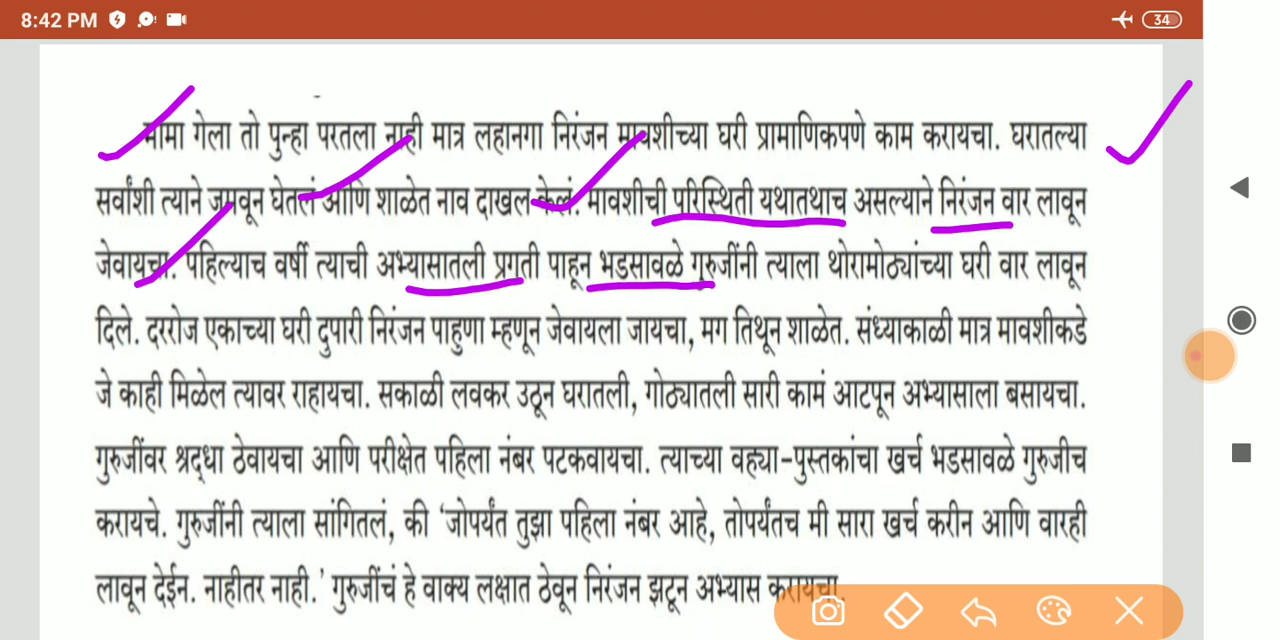 8:42 PM
34
मामा गेला तो पुन्हा परतला नाही मात्र लहानगा निरंजन मावशीच्या घरी प्रामाणिकपणे काम करायचा. घरातल्या
सर्वांशी त्याने जमवून घेतलं आणि शाळेत नाव दाखल केलं. मावशीची परिस्थिती यथातथाच असल्याने निरंजन वार लावून
जेवायचा. पहिल्याच वर्षी त्याची अभ्यासातली प्रगती पाहून भडसावळे गुरुजींनी त्याला थोरामोठ्यांच्या घरी वार लावून
दिले. दररोज एकाच्या घरी दुपारी निरंजन पाहुणा म्हणून जेवायला जायचा, मग तिथून शाळेत. संध्याकाळी मात्र मावशीकडे
जे काही मिळेल त्यावर राहायचा. सकाळी लवकर उठून घरातली, गोठ्यातली सारी कामं आटपून अभ्यासाला बसायचा.
गुरुजींवर श्रद्धा ठेवायचा आणि परीक्षेत पहिला नंबर पटकवायचा. त्याच्या वह्या-पुस्तकांचा खर्च भडसावळे गुरुजीच
करायचे. गुरुजींनी त्याला सांगितलं, की ‘जोपर्यंत तुझा पहिला नंबर आहे, तोपर्यंतच मी सारा खर्च करीन आणि वारही
लावून देईन. नाहीतर नाही.’ गुरुजींचं हे वाक्य लक्षात ठेवून निरंजन झटून अभ्यास करायचा.